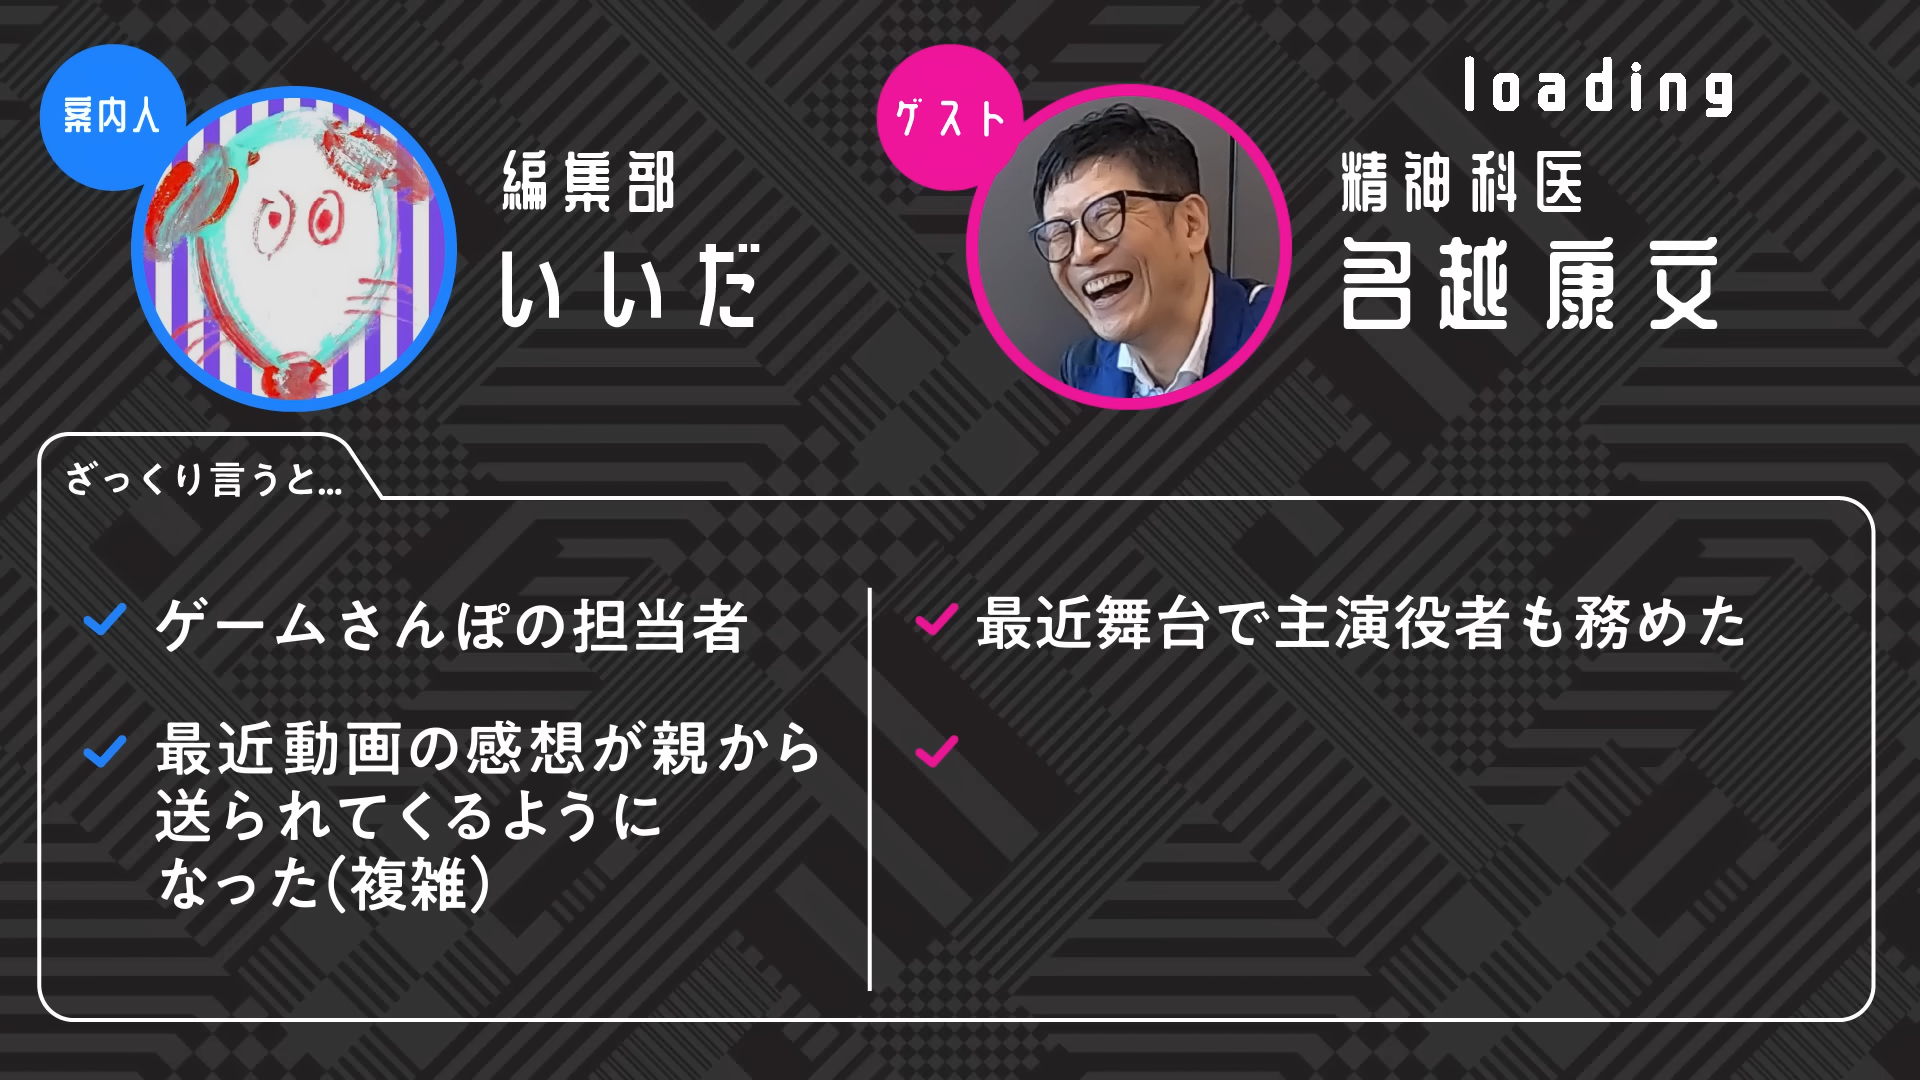 案内人
編集部
いいだ
ゲスト
loading
精神科医
名越康文
ざっくり言うと...
ゲームさんぽの担当者
最近動画の感想が親から
送られてくるように
なった(複雑)
最近舞台で主演役者も務めた